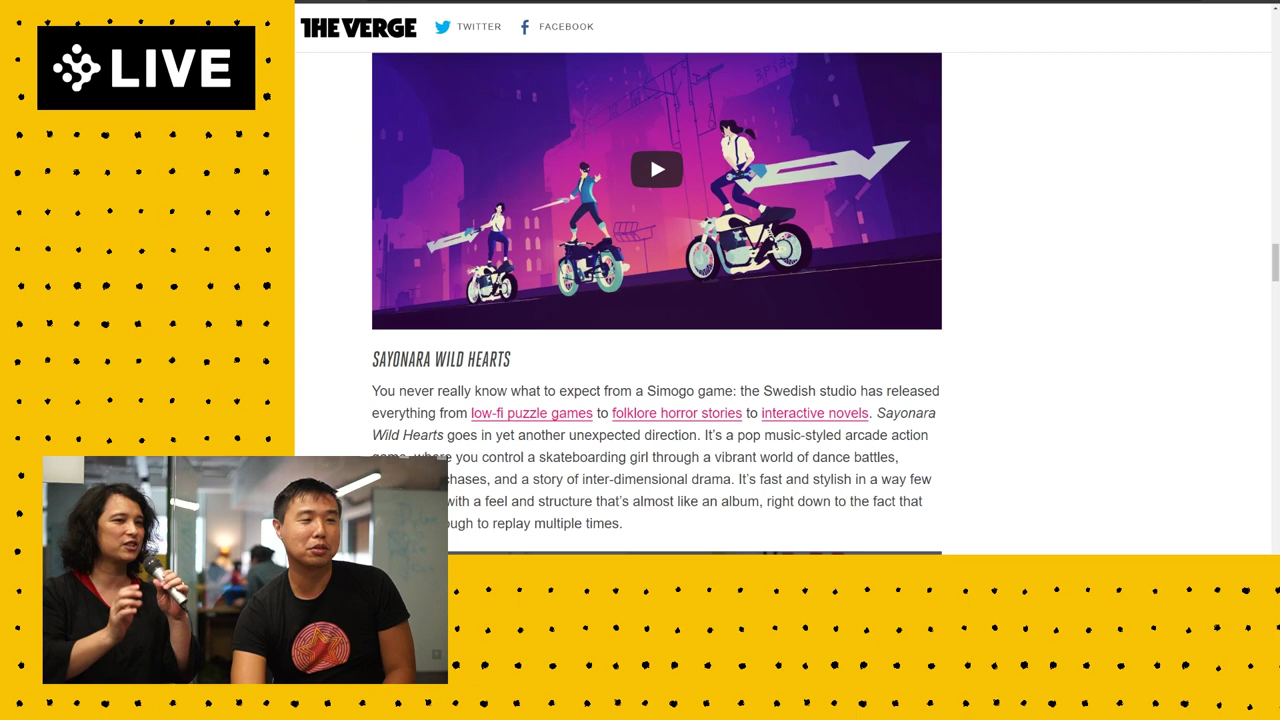 LIVE
THE VERGE
TWITTER
FACEBOOK
SAYONARA WILD HEARTS
You never really know what to expect from a Simogo game: the Swedish studio has released
everything from low-fi puzzle games to folklore horror stories to interactive novels. Sayonara
Wild Hearts goes in yet another unexpected direction. It’s a pop music-styled arcade action
where you control a skateboarding girl through a vibrant world of dance battles,
chases, and a story of inter-dimensional drama. It’s fast and stylish in a way few
with a feel and structure that’s almost like an album, right down to the fact that
ough to replay multiple times.